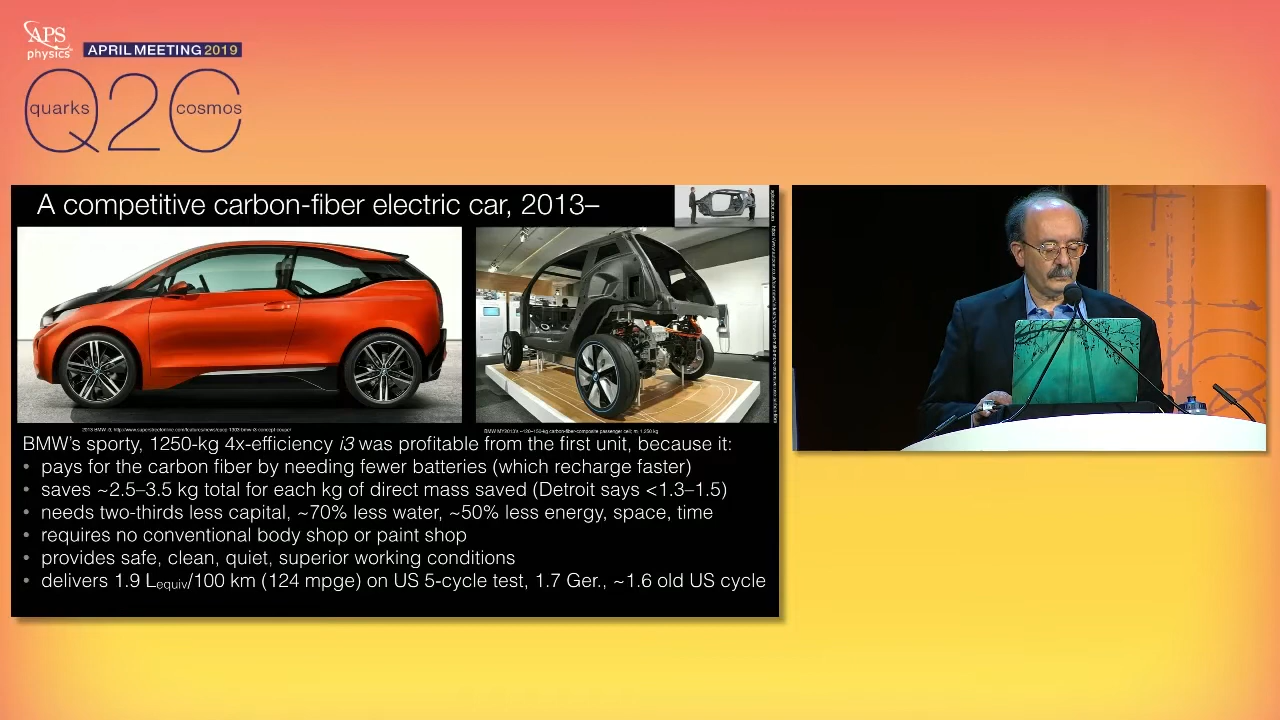 APS
physics
APRIL MEETING 2019
Q2C
quarks
cosmos
A competitive carbon-fiber electric car, 2013–
BMW's sporty, 1250-kg 4x-efficiency i3 was profitable from the first unit, because it:
• pays for the carbon fiber by needing fewer batteries (which recharge faster)
• saves ~2.5–3.5 kg total for each kg of direct mass saved (Detroit says <1.3–1.5)
• needs two-thirds less capital, ~70% less water, ~50% less energy, space, time
• requires no conventional body shop or paint shop
• provides safe, clean, quiet, superior working conditions
• delivers 1.9 Lequiv/100 km (124 mpge) on US 5-cycle test, 1.7 Ger., ~1.6 old US cycle